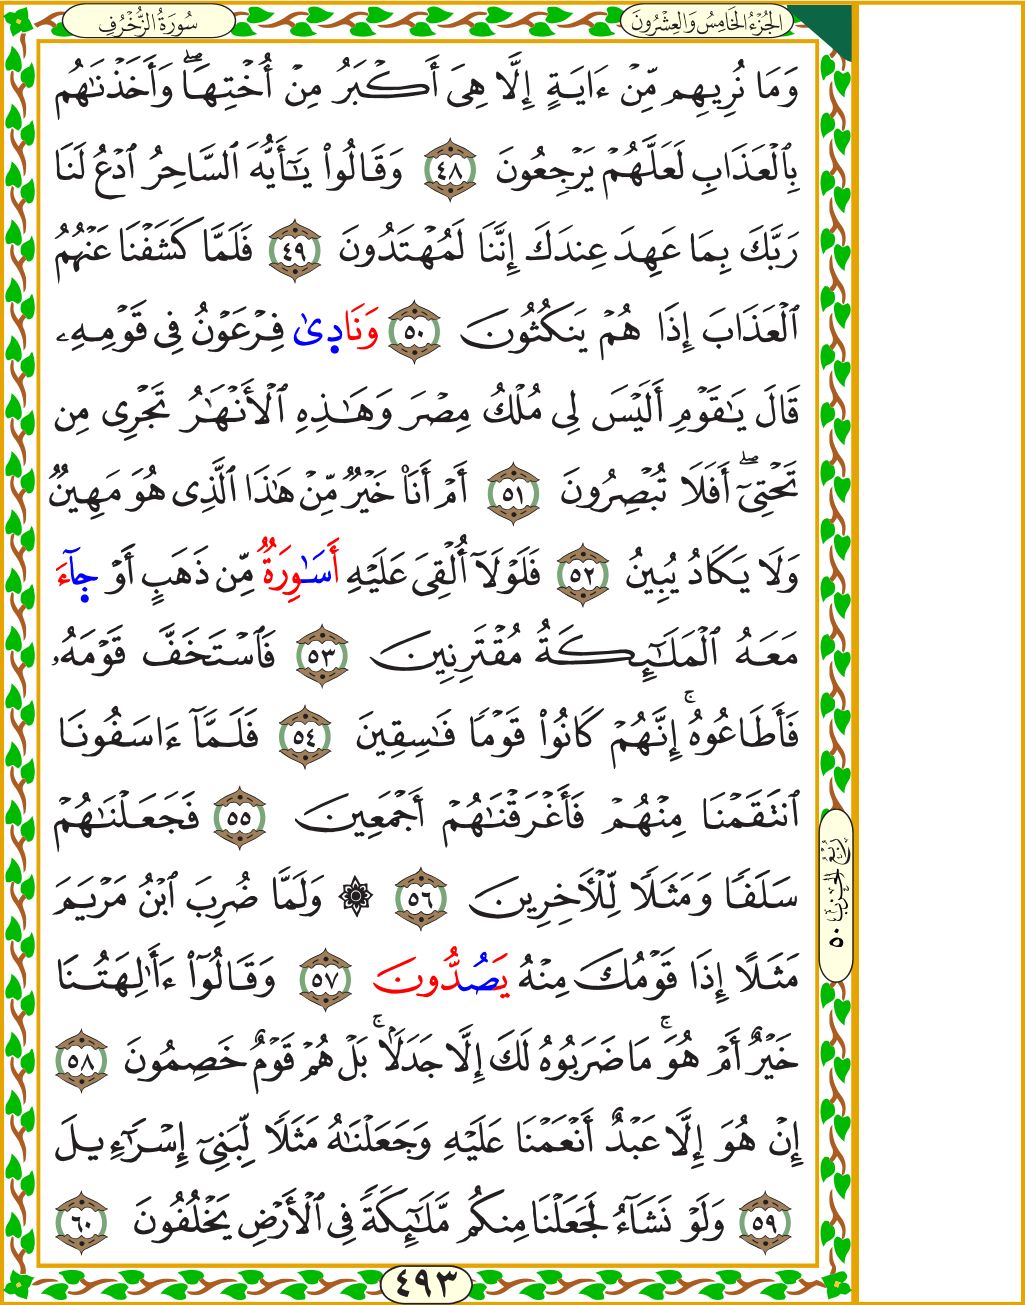 سُورَةُ الزُّخْرُفِ
الجُزْءُ الخَامِسُ وَالعِشْرُونَ
وَمَا نُرِيهِم مِّنْ ءَايَةٍ إِلَّا هِىَ أَكْبَرُ مِنْ أُخْتِهَاۖ وَأَخَذْنَٰهُم
بِٱلْعَذَابِ لَعَلَّهُمْ يَرْجِعُونَ ٤٨ وَقَالُوا۟ يَٰٓأَيُّهَ ٱلسَّاحِرُ ٱدْعُ لَنَا
رَبَّكَ بِمَا عَهِدَ عِندَكَ إِنَّنَا لَمُهْتَدُونَ ٤٩ فَلَمَّا كَشَفْنَا عَنْهُمُ
ٱلْعَذَابَ إِذَا هُمْ يَنكُثُونَ ٥٠ وَنَادٜىٰ فِرْعَوْنُ فِى قَوْمِهِۦ
قَالَ يَٰقَوْمِ أَلَيْسَ لِى مُلْكُ مِصْرَ وَهَٰذِهِ ٱلْأَنْهَٰرُ تَجْرِى مِن
تَحْتِىٓۖ أَفَلَا تُبْصِرُونَ ٥١ أَمْ أَنَا۠ خَيْرٌ مِّنْ هَٰذَا ٱلَّذِى هُوَ مَهِينٌ
وَلَا يَكَادُ يُبِينُ ٥٢ فَلَوْلَآ أُلْقِىَ عَلَيْهِ أَسَٰوِرَةٌ مِّن ذَهَبٍ أَوْ جٜآءَ
مَعَهُ ٱلْمَلَٰٓئِكَةُ مُقْتَرِنِينَ ٥٣ فَٱسْتَخَفَّ قَوْمَهُۥ
فَأَطَاعُوهُۚ إِنَّهُمْ كَانُوا۟ قَوْمًا فَٰسِقِينَ ٥٤ فَلَمَّآ ءَاسَفُونَا
ٱنتَقَمْنَا مِنْهُمْ فَأَغْرَقْنَٰهُمْ أَجْمَعِينَ ٥٥ فَجَعَلْنَٰهُمْ
سَلَفًا وَمَثَلًا لِّلْءَاخِرِينَ ٥٦ ۞ وَلَمَّا ضُرِبَ ٱبْنُ مَرْيَمَ
مَثَلًا إِذَا قَوْمُكَ مِنْهُ يَصُدُّونَ ٥٧ وَقَالُوٓا۟ ءَأَٰلِهَتُنَا
خَيْرٌ أَمْ هُوَۚ مَا ضَرَبُوهُ لَكَ إِلَّا جَدَلًۢاۚ بَلْ هُمْ قَوْمٌ خَصِمُونَ ٥٨
إِنْ هُوَ إِلَّا عَبْدٌ أَنْعَمْنَا عَلَيْهِ وَجَعَلْنَٰهُ مَثَلًا لِّبَنِىٓ إِسْرَٰٓءِيلَ
٥٩ وَلَوْ نَشَآءُ لَجَعَلْنَا مِنكُم مَّلَٰٓئِكَةً فِى ٱلْأَرْضِ يَخْلُفُونَ ٦٠
رُبْعُ الحِزْبِ ٥٠
٤٩٣